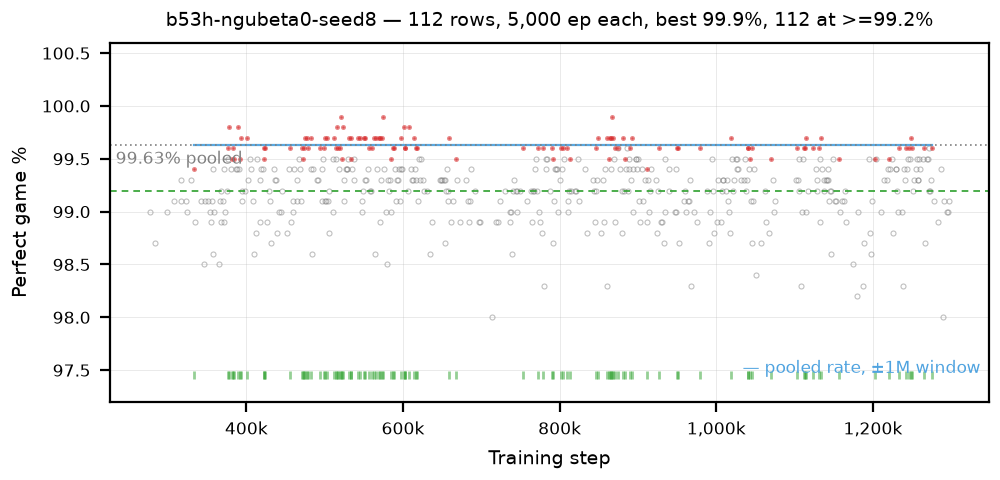 b53h-ngubeta0-seed8 — 112 rows, 5,000 ep each, best 99.9%, 112 at >=99.2%
Perfect game %
100.5
100.0
99.5
99.0
98.5
98.0
97.5
99.63% pooled
— pooled rate, ±1M window
400k
600k
800k
1,000k
1,200k
Training step